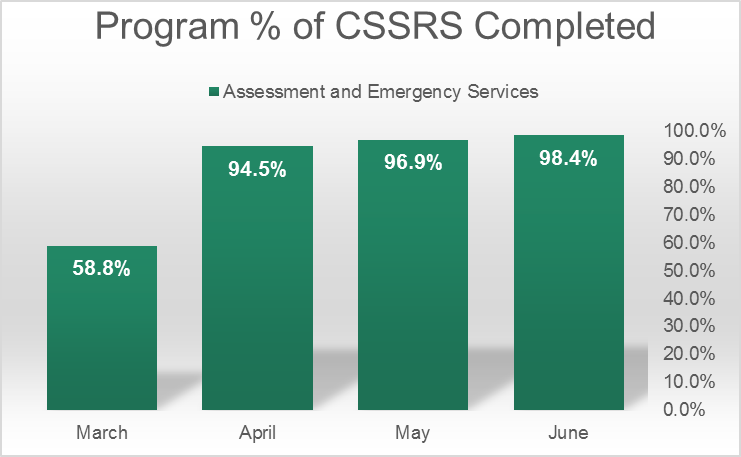 Program % of CSSRS Completed
Assessment and Emergency Services
100.0%
90.0%
80.0%
70.0%
60.0%
50.0%
40.0%
30.0%
20.0%
10.0%
0.0%
58.8%
94.5%
96.9%
98.4%
March
April
May
June